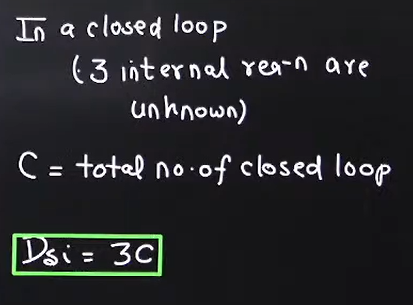 In a closed loop
(3 internal rea-n are
unknown)
C = total no. of closed loop
Dsi = 3C